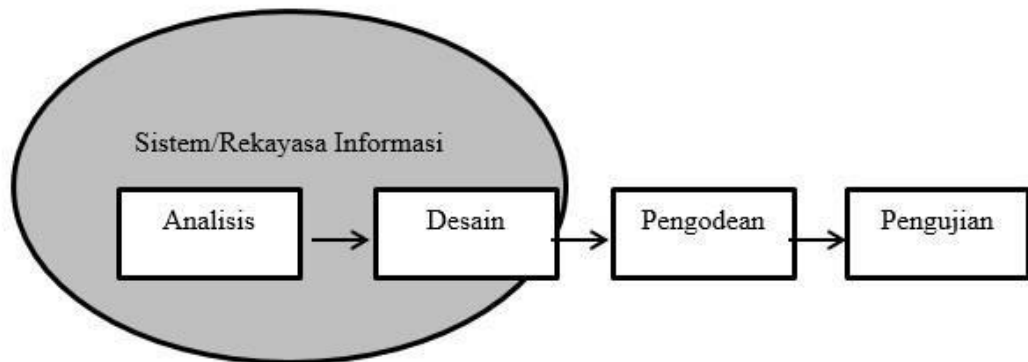 Sistem/Rekayasa Informasi
Analisis
Desain
Pengodean
Pengujian